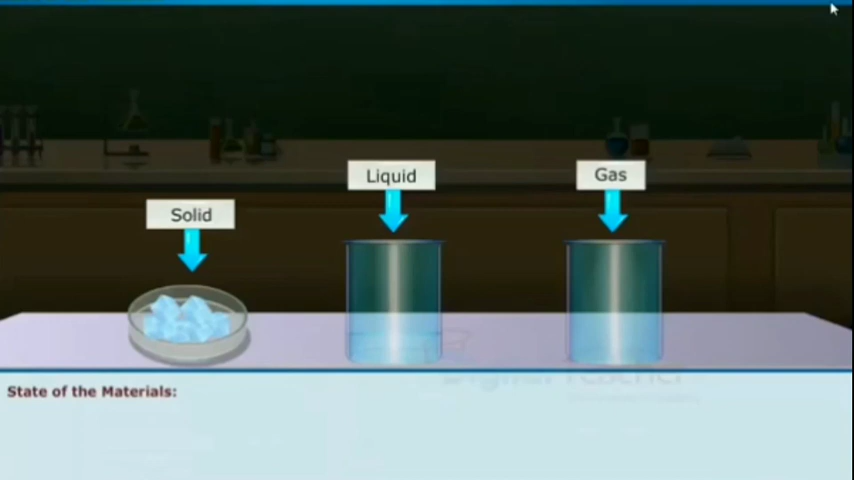 Liquid
Gas
Solid
State of the Materials: